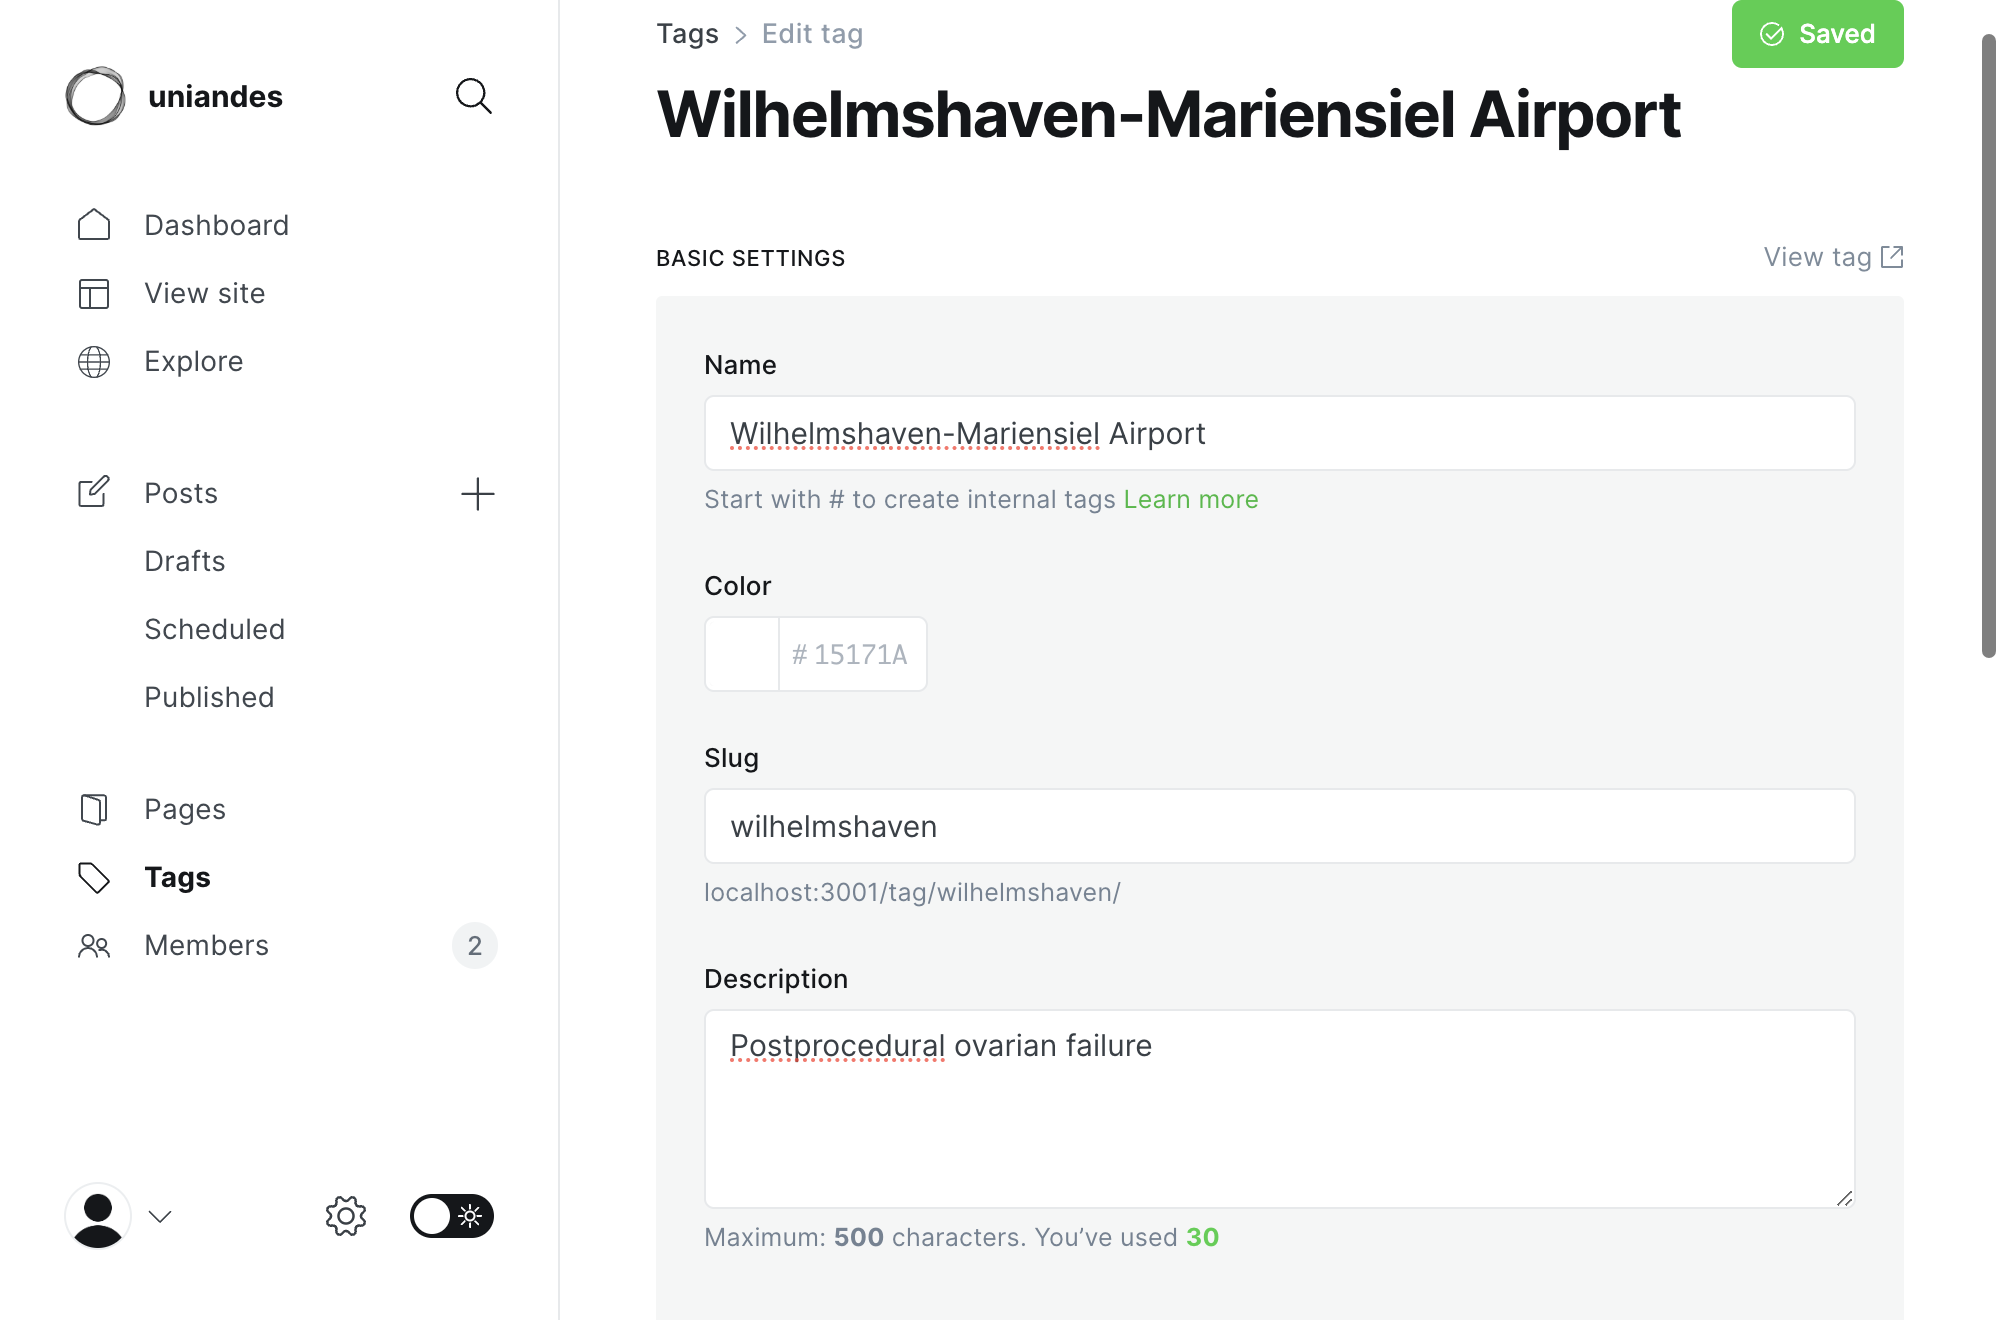 uniandes
Dashboard
View site
Explore
Posts
Drafts
Scheduled
Published
Pages
Tags
Members
2
Tags > Edit tag
Saved
Wilhelmshaven-Mariensiel Airport
BASIC SETTINGS
View tag
Name
Wilhelmshaven-Mariensiel Airport
Start with # to create internal tags Learn more
Color
# 15171A
Slug
wilhelmshaven
localhost:3001/tag/wilhelmshaven/
Description
Postprocedural ovarian failure
Maximum: 500 characters. You’ve used 30